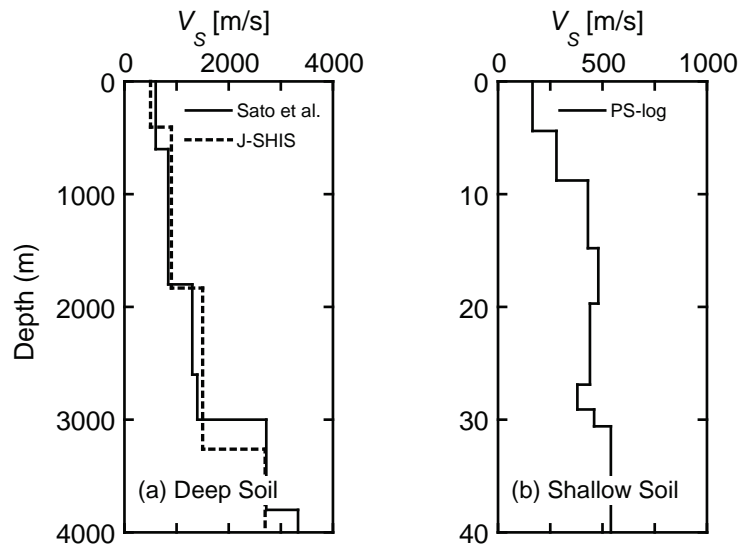 V_S [m/s]
0 2000 4000
0
1000
2000
3000
4000
Depth (m)
Sato et al.
J-SHIS
(a) Deep Soil
V_S [m/s]
0 500 1000
0
10
20
30
40
PS-log
(b) Shallow Soil